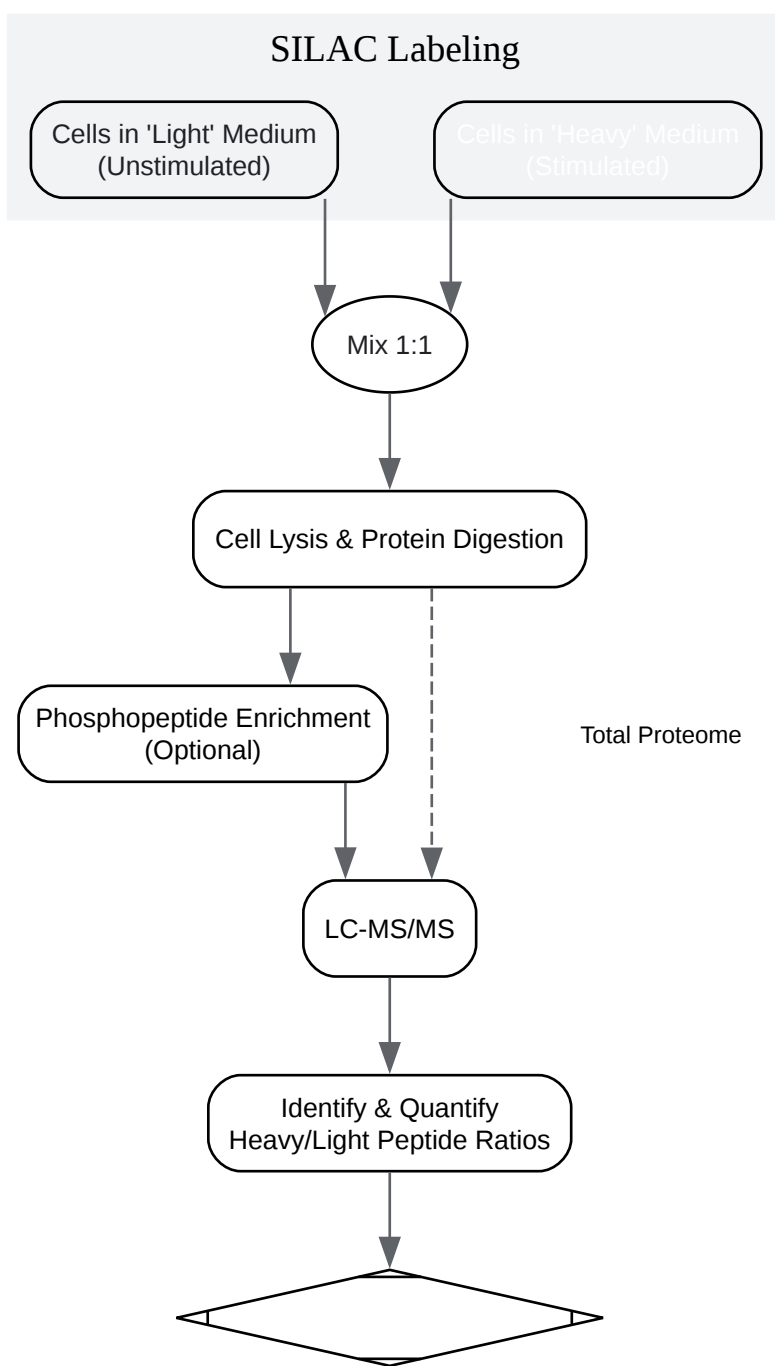 SILAC Labeling
Cells in 'Light' Medium
(Unstimulated)
Cells in 'Heavy' Medium
(Stimulated)
Mix 1:1
Cell Lysis & Protein Digestion
Phosphopeptide Enrichment
(Optional)
Total Proteome
LC-MS/MS
Identify & Quantify
Heavy/Light Peptide Ratios